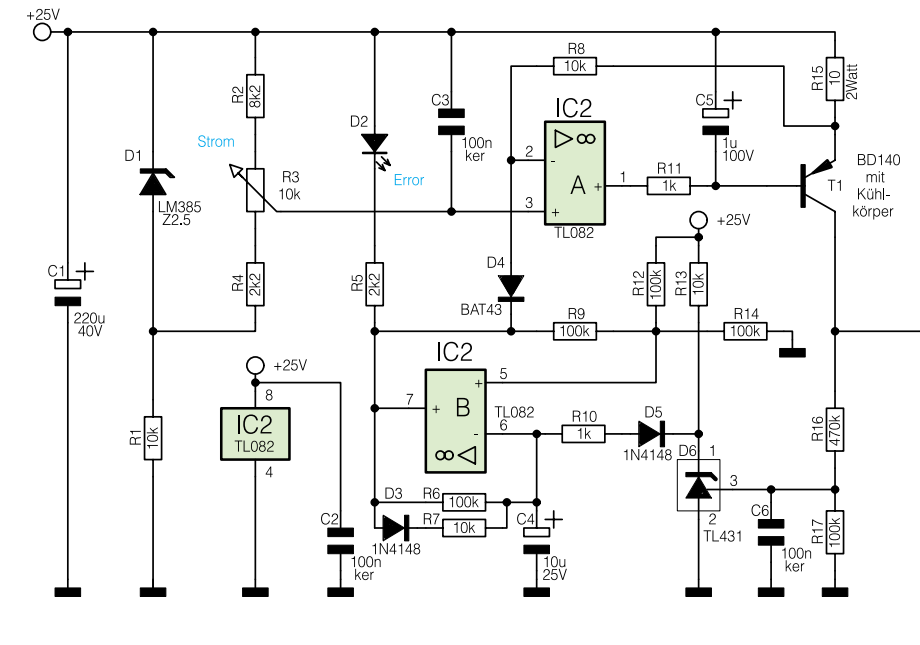 +25V
R8
10k
R15
10
2Watt
R2
8k2
C3
100n
ker
IC2
C5
+
1u
100V
D2
Strom
Error
D1
LM385
Z2.5
R3
10k
2
-
A
+
1
R11
1k
3
+
TL082
BD140
mit
Kühl-
körper
T1
+25V
C1
+
220u
40V
R4
2k2
R5
2k2
D4
BAT43
R12
100k
R13
10k
R9
100k
R14
100k
+25V
8
IC2
TL082
4
IC2
5
+
B
7
+
TL082
6
-
R10
1k
D5
1N4148
R1
10k
R16
470k
D6
1
3
2
TL431
D3
1N4148
R6
100k
R7
10k
C2
100n
ker
C4
+
10u
25V
C6
100n
ker
R17
100k